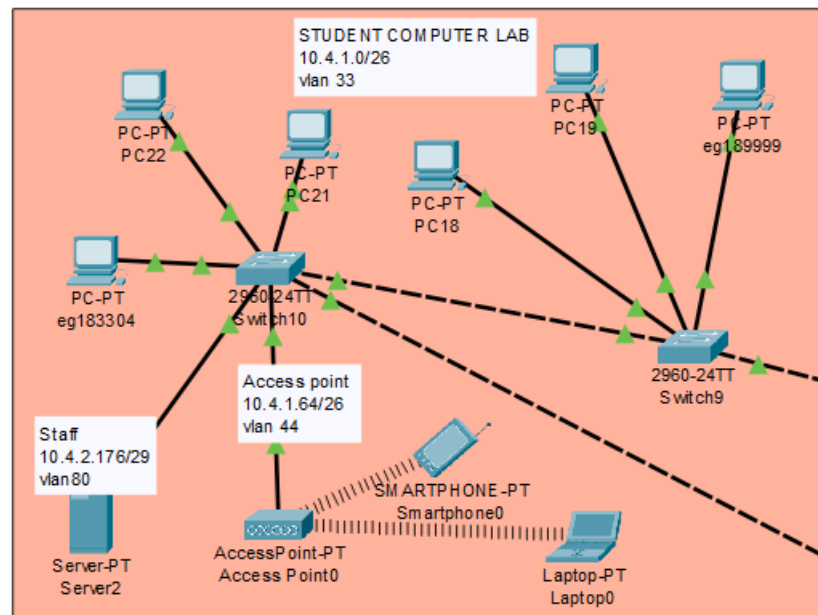 STUDENT COMPUTER LAB
10.4.1.0/26
vlan 33
PC-PT
PC22
PC-PT
PC21
PC-PT
PC19
PC-PT
eg189999
PC-PT
PC18
PC-PT
eg183304
2960-24TT
Switch10
2960-24TT
Switch9
Access point
10.4.1.64/26
vlan 44
Staff
10.4.2.176/29
vlan80
SMARTPHONE-PT
Smartphone0
Server-PT
Server2
AccessPoint-PT
Access Point0
Laptop-PT
Laptop0